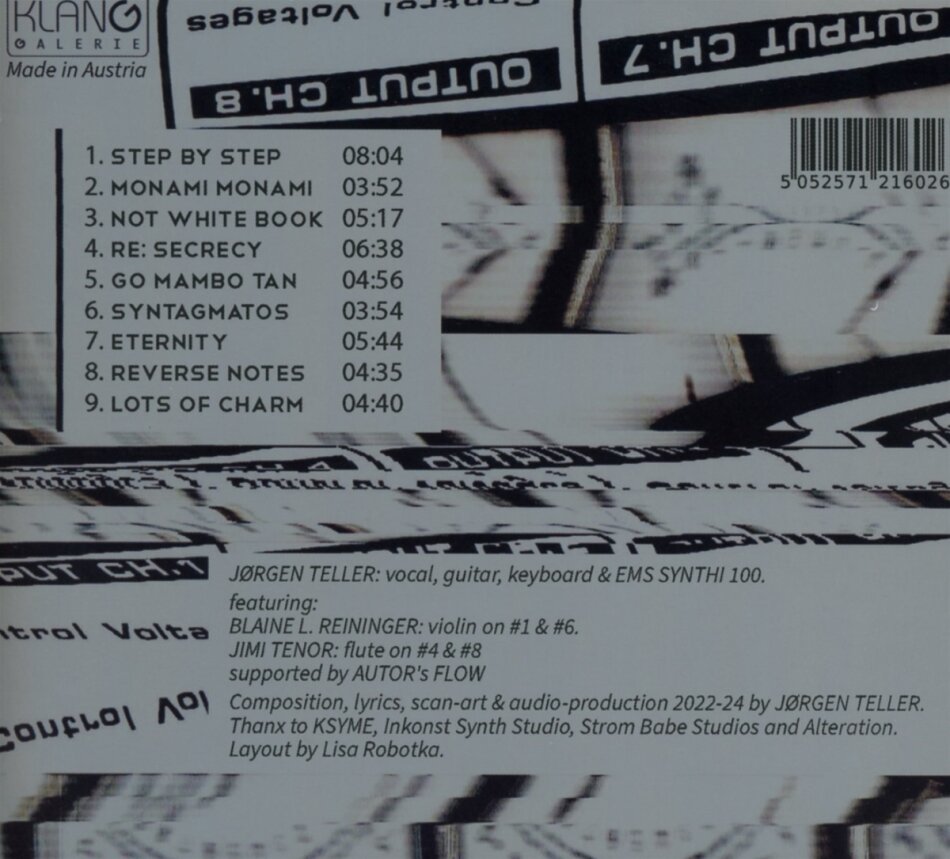 KLANG
GALERIE
Made in Austria
Control Voltages
OUTPUT CH.8
OUTPUT CH.7
5 052571 216026
1. STEP BY STEP 08:04
2. MONAMI MONAMI 03:52
3. NOT WHITE BOOK 05:17
4. RE: SECRECY 06:38
5. GO MAMBO TAN 04:56
6. SYNTAGMATOS 03:54
7. ETERNITY 05:44
8. REVERSE NOTES 04:35
9. LOTS OF CHARM 04:40
PUT CH.1
ntrol Volta
Control Vol
JØRGEN TELLER: vocal, guitar, keyboard & EMS SYNTHI 100.
featuring:
BLAINE L. REININGER: violin on #1 & #6.
JIMI TENOR: flute on #4 & #8
supported by AUTOR's FLOW
Composition, lyrics, scan-art & audio-production 2022-24 by JØRGEN TELLER.
Thanx to KSYME, Inkonst Synth Studio, Strom Babe Studios and Alteration.
Layout by Lisa Robotka.